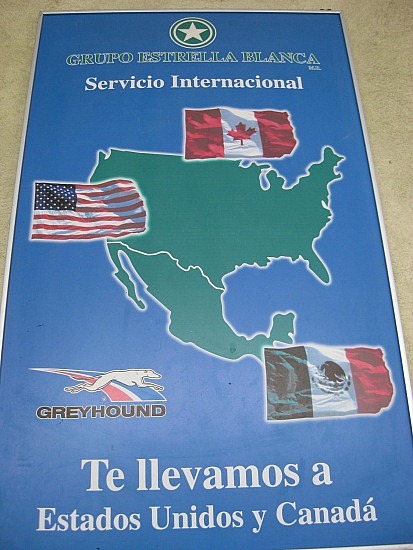 GRUPO ESTRELLA BLANCA
M.R.
Servicio Internacional
GREYHOUND
Te llevamos a
Estados Unidos y Canadá